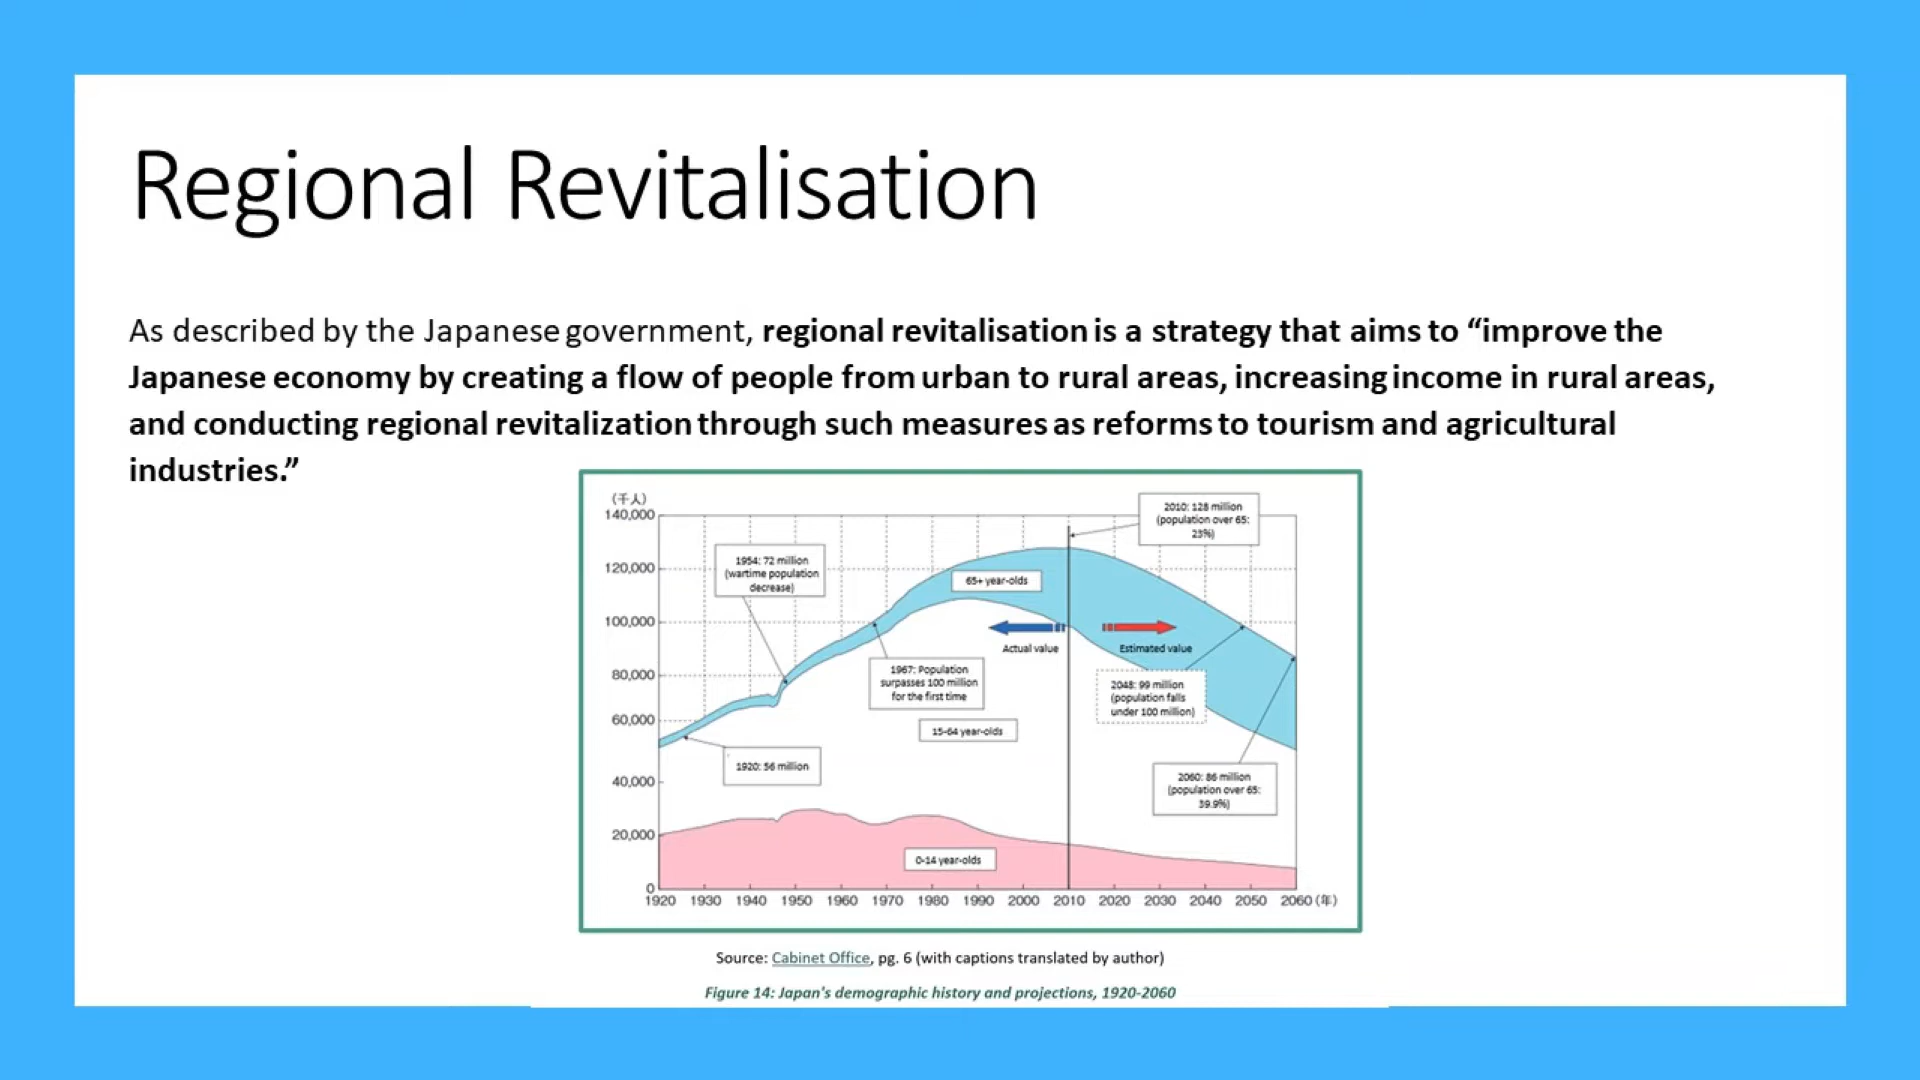 Regional Revitalisation
As described by the Japanese government, regional revitalisation is a strategy that aims to “improve the
Japanese economy by creating a flow of people from urban to rural areas, increasing income in rural areas,
and conducting regional revitalization through such measures as reforms to tourism and agricultural
industries.”
(千人)
140,000
120,000
100,000
80,000
60,000
40,000
20,000
0
2010: 128 million
(population over 65:
23%)
1954: 72 million
(wartime population
decrease)
65+ year-olds
Actual value
Estimated value
1967: Population
surpasses 100 million
for the first time
2048: 99 million
(population falls
under 100 million)
15-64 year-olds
1920: 56 million
2060: 86 million
(population over 65:
39.9%)
0-14 year-olds
1920 1930 1940 1950 1960 1970 1980 1990 2000 2010 2020 2030 2040 2050 2060 (年)
Source: Cabinet Office, pg. 6 (with captions translated by author)
Figure 14: Japan's demographic history and projections, 1920-2060